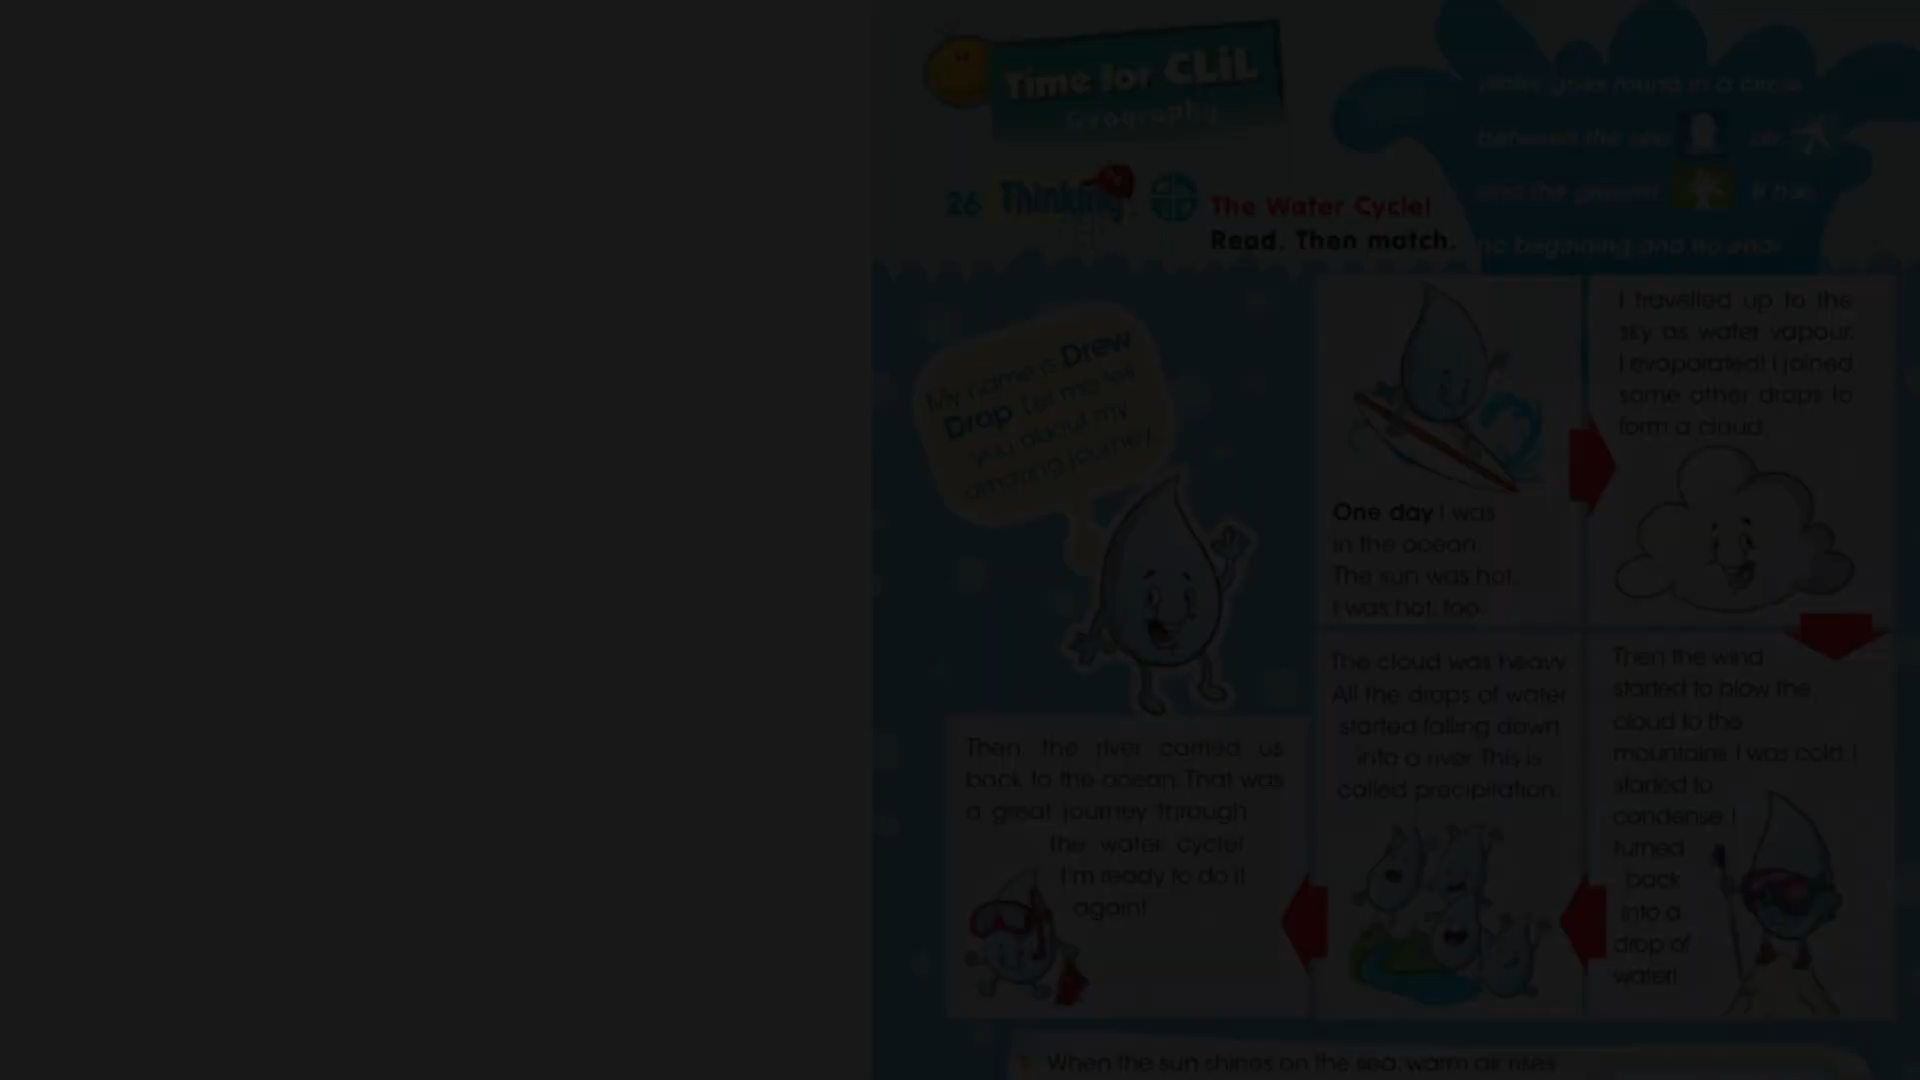 Time for CLiL
Geography
Water goes round in a circle
between the sea air
and the ground. It has
no beginning and no end!
26 Thinking
The Water Cycle!
Read. Then match.
My name is Drew
Drop. Let me tell
you about my
amazing journey.
One day I was
in the ocean.
The sun was hot.
I was hot, too.
I travelled up to the
sky as water vapour.
I evaporated! I joined
some other drops to
form a cloud.
Then the wind
started to blow the
cloud to the
mountains. I was cold. I
started to
condense. I
turned
back
into a
drop of
water!
The cloud was heavy.
All the drops of water
started falling down
into a river. This is
called precipitation.
Then the river carried us
back to the ocean. That was
a great journey through
the water cycle!
I'm ready to do it
again!
When the sun shines on the sea, warm air rises